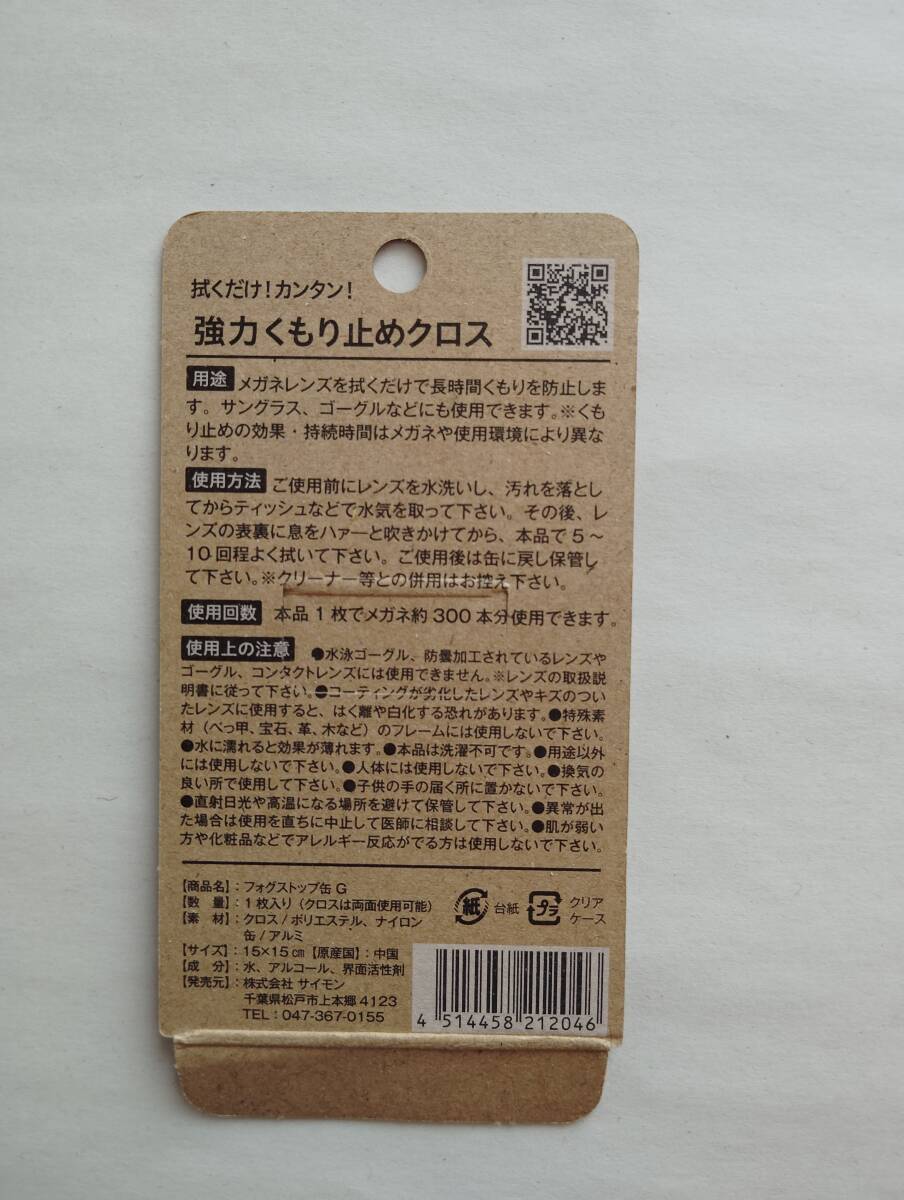 拭くだけ！カンタン！
強力くもり止めクロス
用途 メガネレンズを拭くだけで長時間くもりを防止しま
す。サングラス、ゴーグルなどにも使用できます。※くも
り止めの効果・持続時間はメガネや使用環境により異な
ります。
使用方法 ご使用前にレンズを水洗いし、汚れを落とし
てからティッシュなどで水気を取って下さい。その後、レ
ンズの表裏に息をハァーと吹きかけてから、本品で5〜
10回程よく拭いて下さい。ご使用後は缶に戻し保管し
て下さい。※クリーナー等との併用はお控え下さい。
使用回数 本品1枚でメガネ約300本分使用できます。
使用上の注意 ●水泳ゴーグル、防曇加工されているレンズや
ゴーグル、コンタクトレンズには使用できません。※レンズの取扱説
明書に従って下さい。●コーティングが劣化したレンズやキズのつい
たレンズに使用すると、はく離や白化する恐れがあります。●特殊素
材（べっ甲、宝石、革、木など）のフレームには使用しないで下さい。
●水に濡れると効果が薄れます。●本品は洗濯不可です。●用途以外
には使用しないで下さい。●人体には使用しないで下さい。●換気の
良い所で使用して下さい。●子供の手の届く所に置かないで下さい。
●直射日光や高温になる場所を避けて保管して下さい。●異常が出
た場合は使用を直ちに中止して医師に相談して下さい。●肌が弱い
方や化粧品などでアレルギー反応がでる方は使用しないで下さい。
【商品名】：フォグストップ缶G
【数 量】：1枚入り（クロスは両面使用可能）
【素 材】：クロス/ポリエステル、ナイロン
缶/アルミ
【サイズ】：15×15㎝【原産国】：中国
【成 分】：水、アルコール、界面活性剤
【発売元】：株式会社 サイモン
千葉県松戸市上本郷4123
TEL：047-367-0155
紙 台紙 プラ クリア
ケース
4 514458 212046